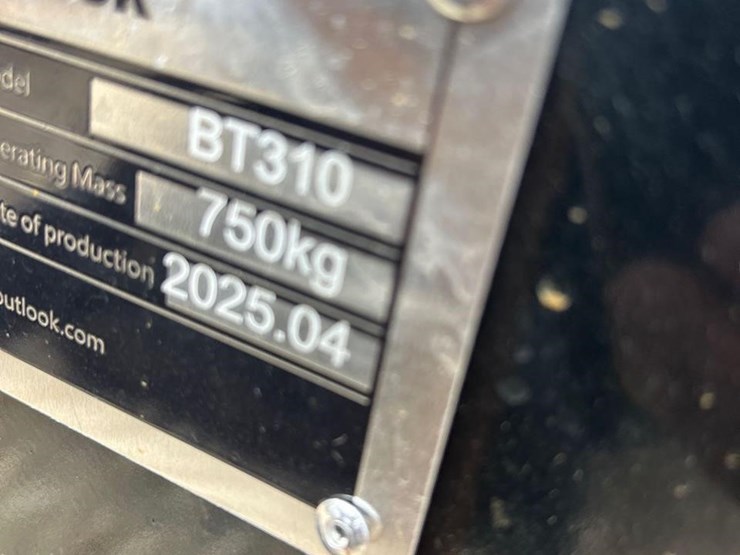 del BT310
erating Mass 750kg
te of production 2025.04
outlook.com